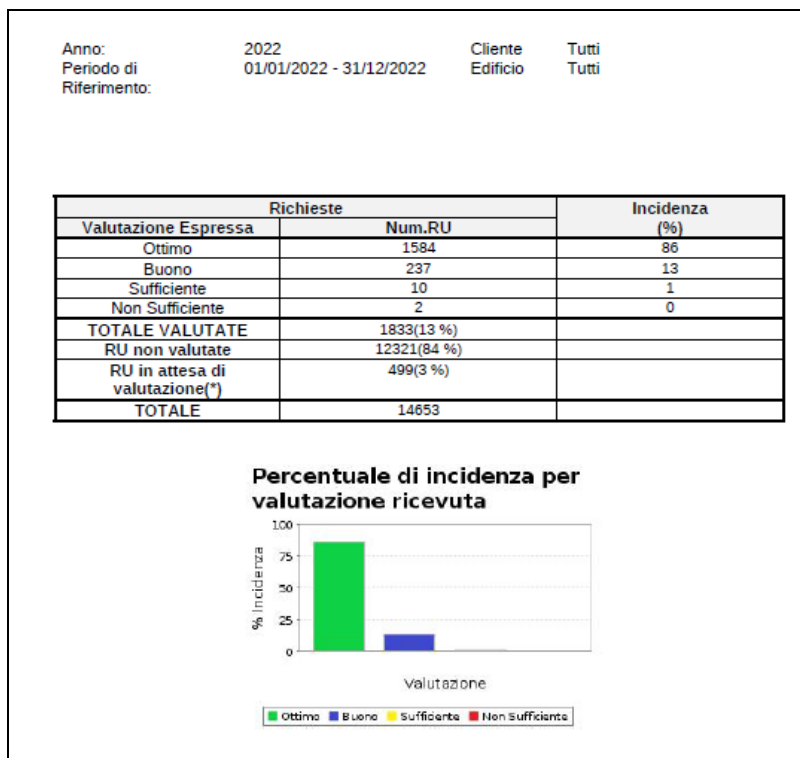 Anno: 2022 Cliente Tutti
Periodo di 01/01/2022 - 31/12/2022 Edificio Tutti
Riferimento:
Richieste Incidenza
Valutazione Espressa Num.RU (%)
Ottimo 1584 86
Buono 237 13
Sufficiente 10 1
Non Sufficiente 2 0
TOTALE VALUTATE 1833(13 %)
RU non valutate 12321(84 %)
RU in attesa di 499(3 %)
valutazione(*)
TOTALE 14653
Percentuale di incidenza per
valutazione ricevuta
100
75
50
25
0
% Incidenza
Valutazione
Ottimo Buono Sufficiente Non Sufficiente